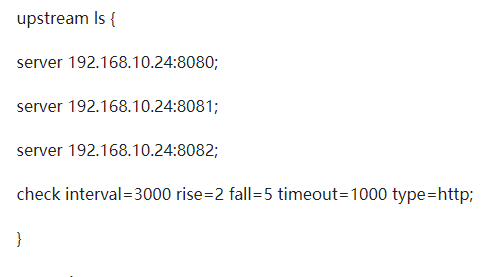 upstream ls {
server 192.168.10.24:8080;
server 192.168.10.24:8081;
server 192.168.10.24:8082;
check interval=3000 rise=2 fall=5 timeout=1000 type=http;
}